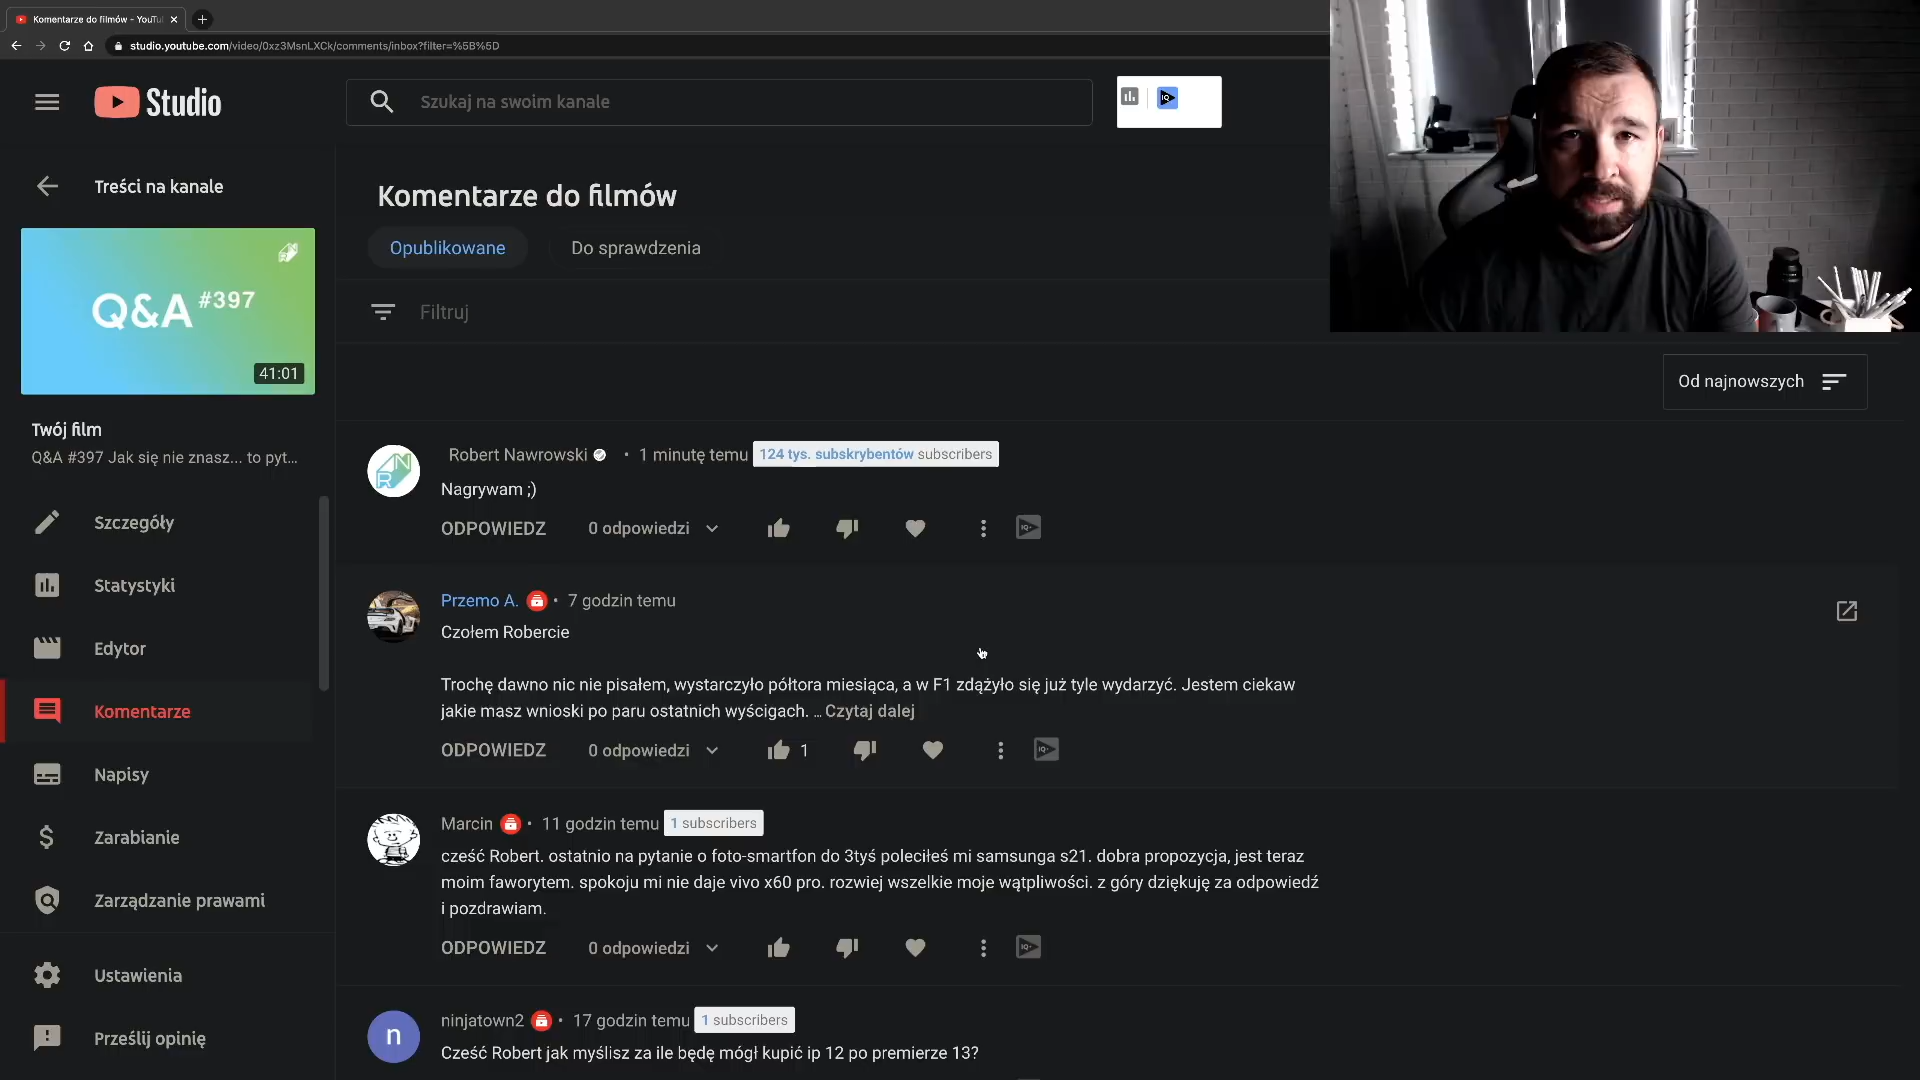 Komentarze do filmów - YouTu
studio.youtube.com/video/0xz3MsnLXCk/comments/inbox?filter=%5B%5D
Studio
Szukaj na swoim kanale
IQ
Treści na kanale
Q&A #397
41:01
Twój film
Q&A #397 Jak się nie znasz... to pyt...
Szczegóły
Statystyki
Edytor
Komentarze
Napisy
Zarabianie
Zarządzanie prawami
Ustawienia
Prześlij opinię
Komentarze do filmów
Opublikowane Do sprawdzenia
Filtruj
Od najnowszych
Robert Nawrowski • 1 minutę temu 124 tys. subskrybentów subscribers
Nagrywam ;)
ODPOWIEDZ 0 odpowiedzi
Przemo A. • 7 godzin temu
Czołem Robercie
Trochę dawno nic nie pisałem, wystarczyło półtora miesiąca, a w F1 zdążyło się już tyle wydarzyć. Jestem ciekaw
jakie masz wnioski po paru ostatnich wyścigach. ... Czytaj dalej
ODPOWIEDZ 0 odpowiedzi 1
Marcin • 11 godzin temu 1 subscribers
cześć Robert. ostatnio na pytanie o foto-smartfon do 3tyś poleciłeś mi samsunga s21. dobra propozycja, jest teraz
moim faworytem. spokoju mi nie daje vivo x60 pro. rozwiej wszelkie moje wątpliwości. z góry dziękuję za odpowiedź
i pozdrawiam.
ODPOWIEDZ 0 odpowiedzi
n
ninjatown2 • 17 godzin temu 1 subscribers
Cześć Robert jak myślisz za ile będę mógł kupić ip 12 po premierze 13?